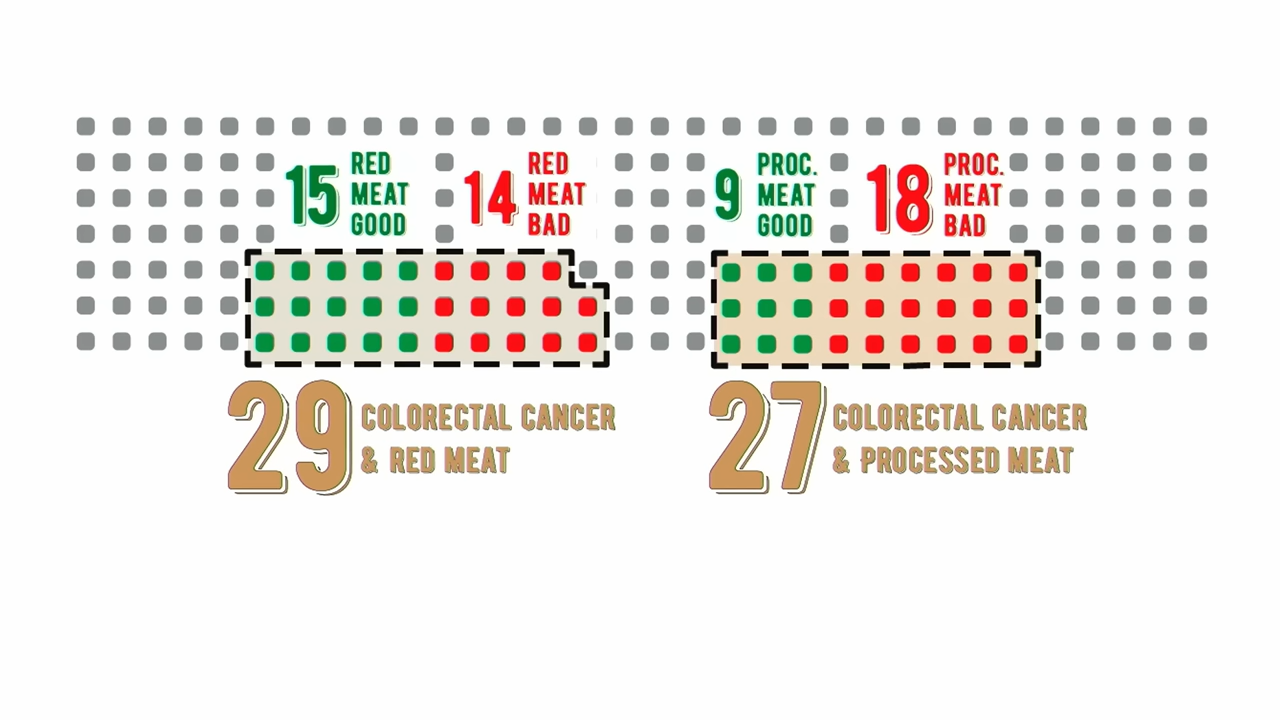 15 RED MEAT GOOD
14 RED MEAT BAD
9 PROC. MEAT GOOD
18 PROC. MEAT BAD
29 COLORECTAL CANCER
& RED MEAT
27 COLORECTAL CANCER
& PROCESSED MEAT